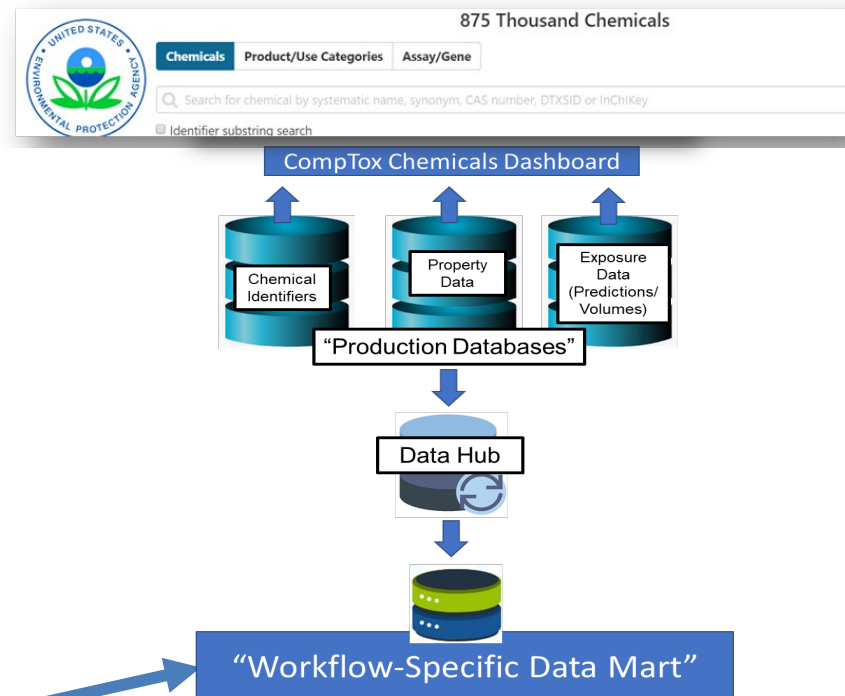 875 Thousand Chemicals
UNITED STATES
ENVIRONMENTAL PROTECTION AGENCY
Chemicals Product/Use Categories Assay/Gene
Search for chemical by systematic name, synonym, CAS number, DTXSID or InChIKey
Identifier substring search
CompTox Chemicals Dashboard
Chemical
Identifiers
Property
Data
Exposure
Data
(Predictions/
Volumes)
“Production Databases”
Data Hub
“Workflow-Specific Data Mart”